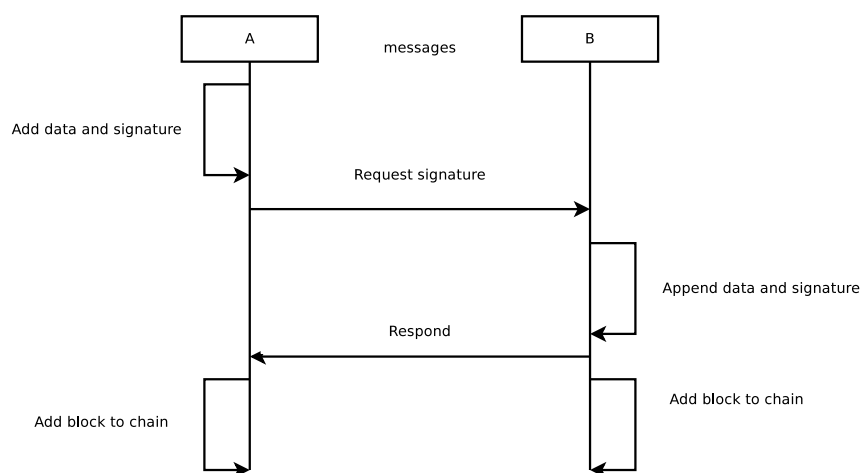 A
messages
B
Add data and signature
Request signature
Append data and signature
Respond
Add block to chain
Add block to chain